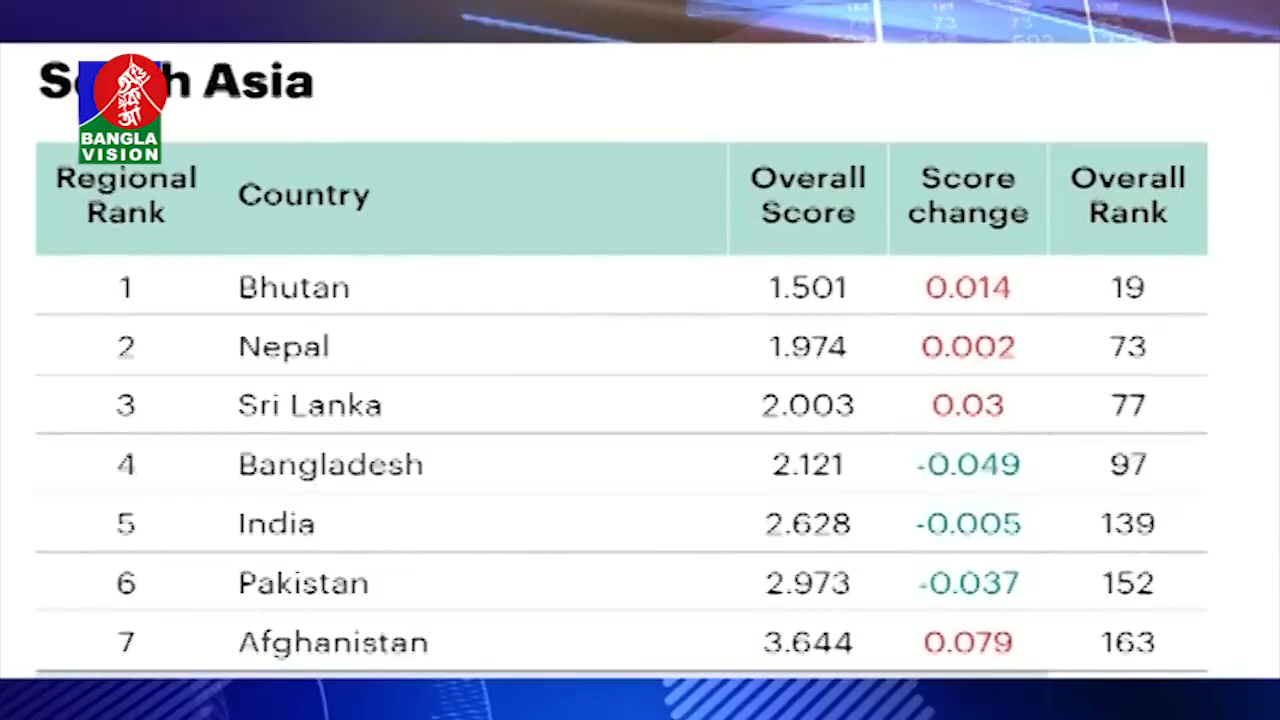 South Asia
BANGLA
VISION
Regional Rank Country Overall Score Score change Overall Rank
1 Bhutan 1.501 0.014 19
2 Nepal 1.974 0.002 73
3 Sri Lanka 2.003 0.03 77
4 Bangladesh 2.121 -0.049 97
5 India 2.628 -0.005 139
6 Pakistan 2.973 -0.037 152
7 Afghanistan 3.644 0.079 163